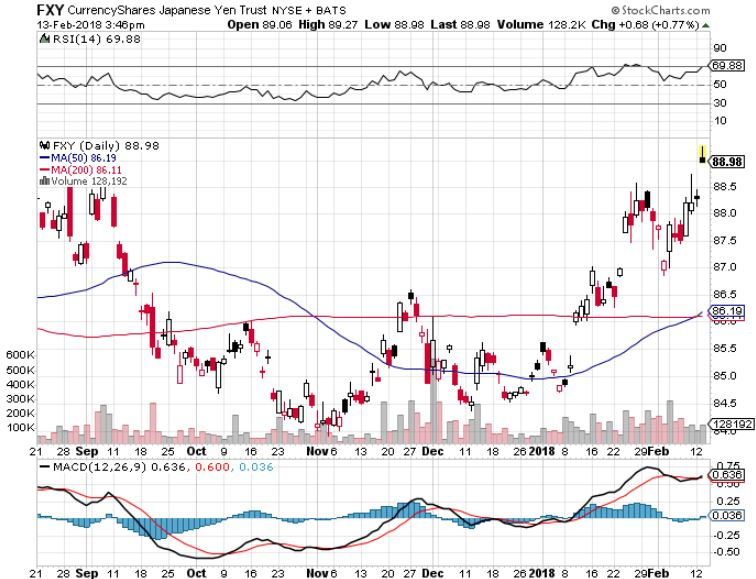 FXY CurrencyShares Japanese Yen Trust NYSE + BATS © StockCharts.com
13-Feb-2018 3:46pm Open 89.06 High 89.27 Low 88.98 Last 88.98 Volume 128.2K Chg +0.68 (+0.77%)
RSI(14) 69.88
90
69.88
50
30
10
FXY (Daily) 88.98
MA(50) 86.19
MA(200) 86.11
Volume 128,192
88.98
88.5
88.0
87.5
87.0
86.5
86.19
85.5
85.0
84.5
84.0
600K
500K
400K
300K
200K
100K
128192
21 28 Sep 11 18 25 Oct 9 16 23 Nov 6 13 20 27 Dec 11 18 26 2018 8 16 22 29 Feb 12
MACD(12,26,9) 0.636, 0.600, 0.036
0.75
0.636
0.50
0.25
0.036
-0.25
-0.50
21 28 Sep 11 18 25 Oct 9 16 23 Nov 6 13 20 27 Dec 11 18 26 2018 8 16 22 29 Feb 12